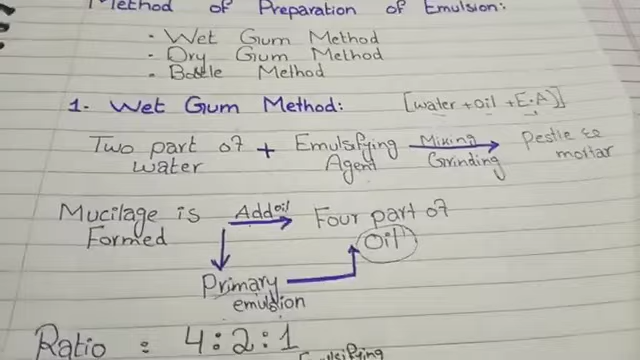 Method of Preparation of Emulsion:
- Wet Gum Method
- Dry Gum Method
- Bottle Method
1. Wet Gum Method: [water + oil + E.A]
Two part of water + Emulsifying Agent Mixing Grinding Pestle & mortar
Mucilage is Formed Add oil Four part of Oil
Primary emulsion
Ratio : 4:2:1
Emulsifying